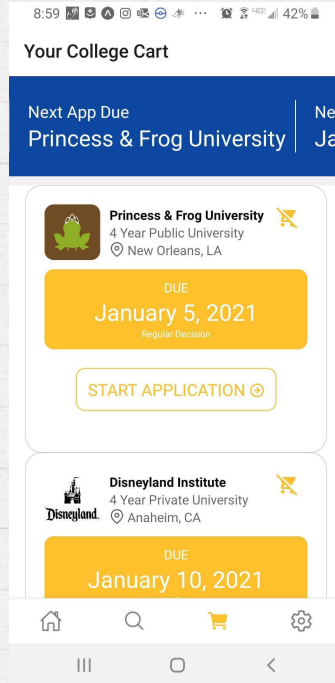 8:59 42%
Your College Cart
Next App Due
Princess & Frog University
Ne
Ja
Princess & Frog University
4 Year Public University
New Orleans, LA
DUE
January 5, 2021
Regular Decision
START APPLICATION
Disneyland Institute
4 Year Private University
Disneyland.
Anaheim, CA
DUE
January 10, 2021